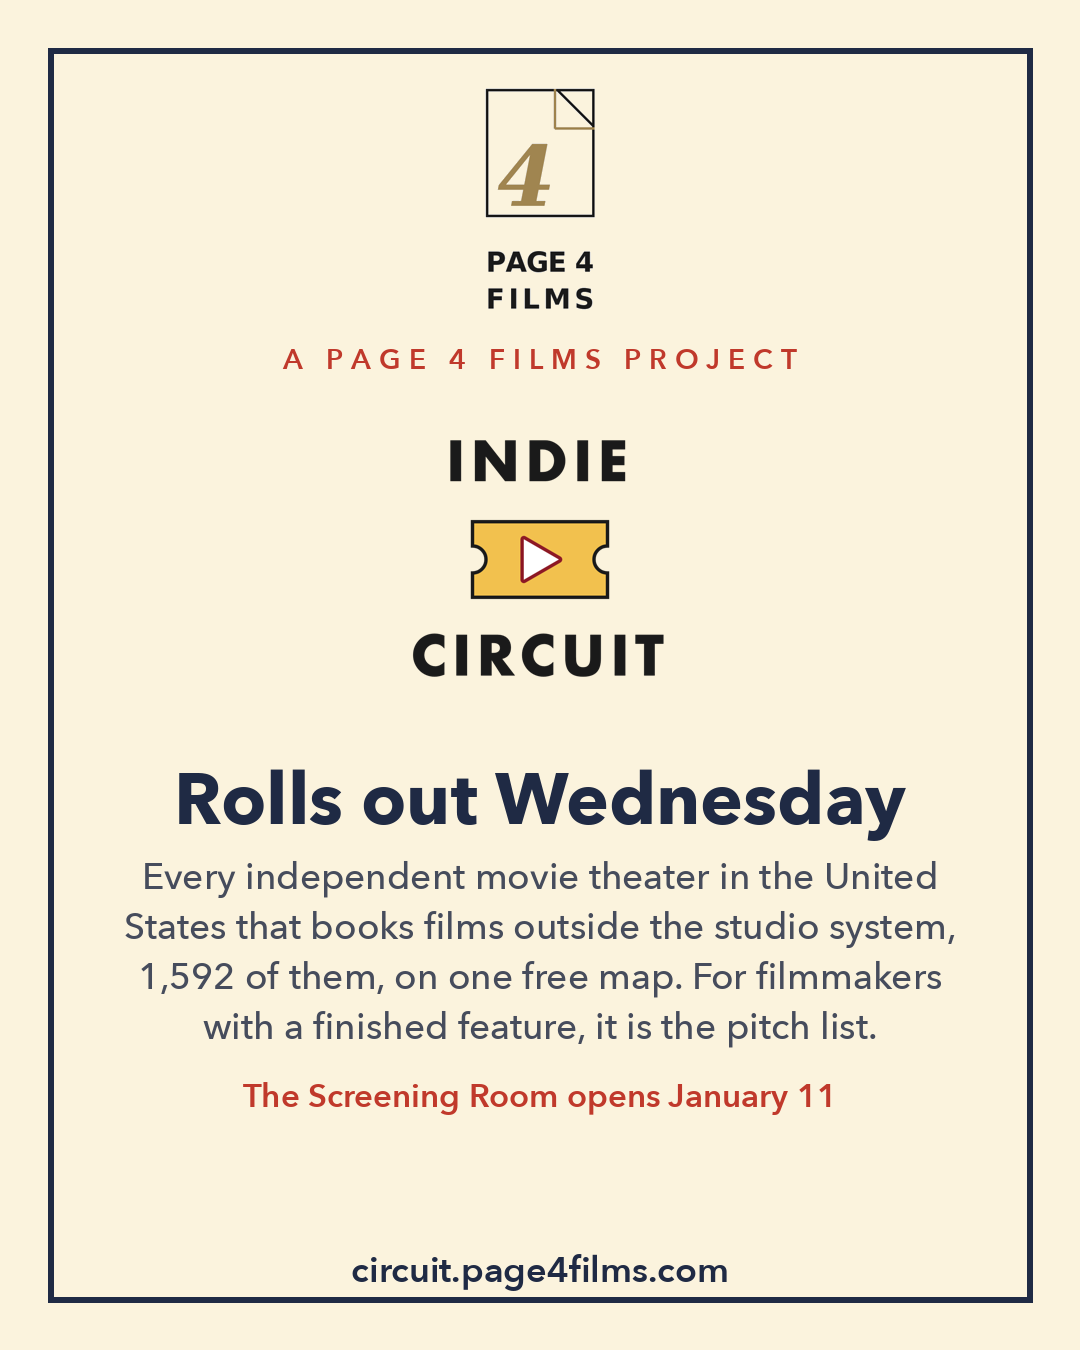 4
PAGE 4
FILMS
A PAGE 4 FILMS PROJECT
INDIE
CIRCUIT
Rolls out Wednesday
Every independent movie theater in the United
States that books films outside the studio system,
1,592 of them, on one free map. For filmmakers
with a finished feature, it is the pitch list.
The Screening Room opens January 11
circuit.page4films.com